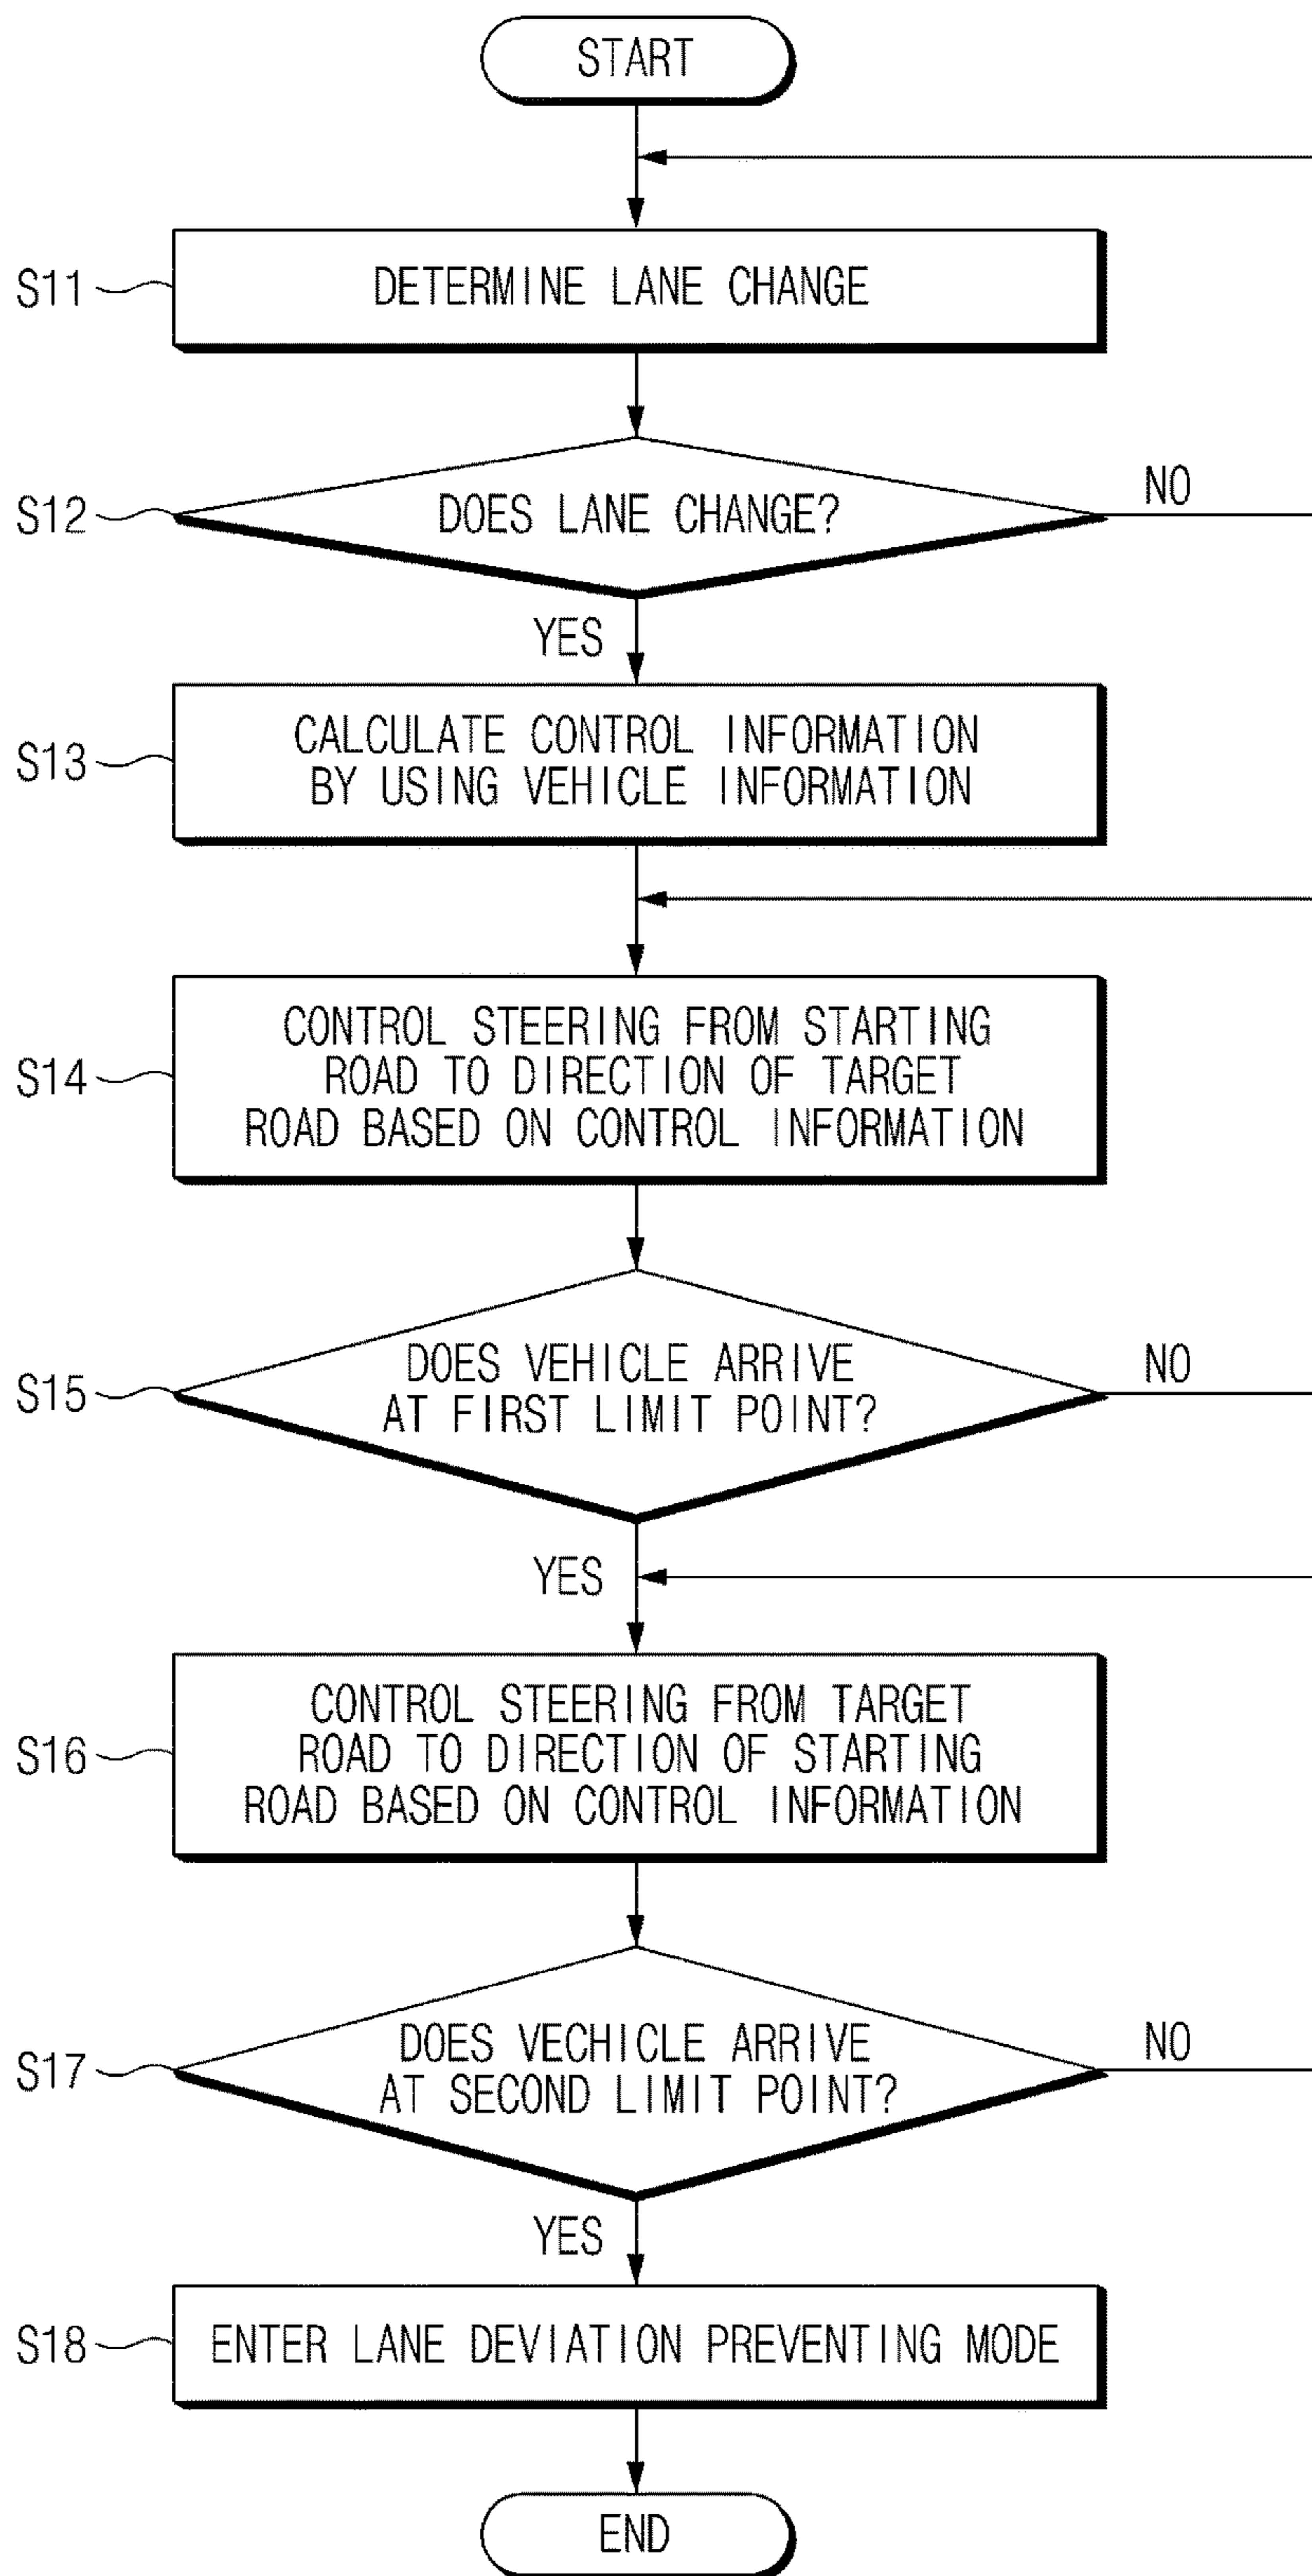 START
S11
DETERMINE LANE CHANGE
S12
DOES LANE CHANGE?
NO
YES
S13
CALCULATE CONTROL INFORMATION
BY USING VEHICLE INFORMATION
S14
CONTROL STEERING FROM STARTING
ROAD TO DIRECTION OF TARGET
ROAD BASED ON CONTROL INFORMATION
S15
DOES VEHICLE ARRIVE
AT FIRST LIMIT POINT?
NO
YES
S16
CONTROL STEERING FROM TARGET
ROAD TO DIRECTION OF STARTING
ROAD BASED ON CONTROL INFORMATION
S17
DOES VECHICLE ARRIVE
AT SECOND LIMIT POINT?
NO
YES
S18
ENTER LANE DEVIATION PREVENTING MODE
END